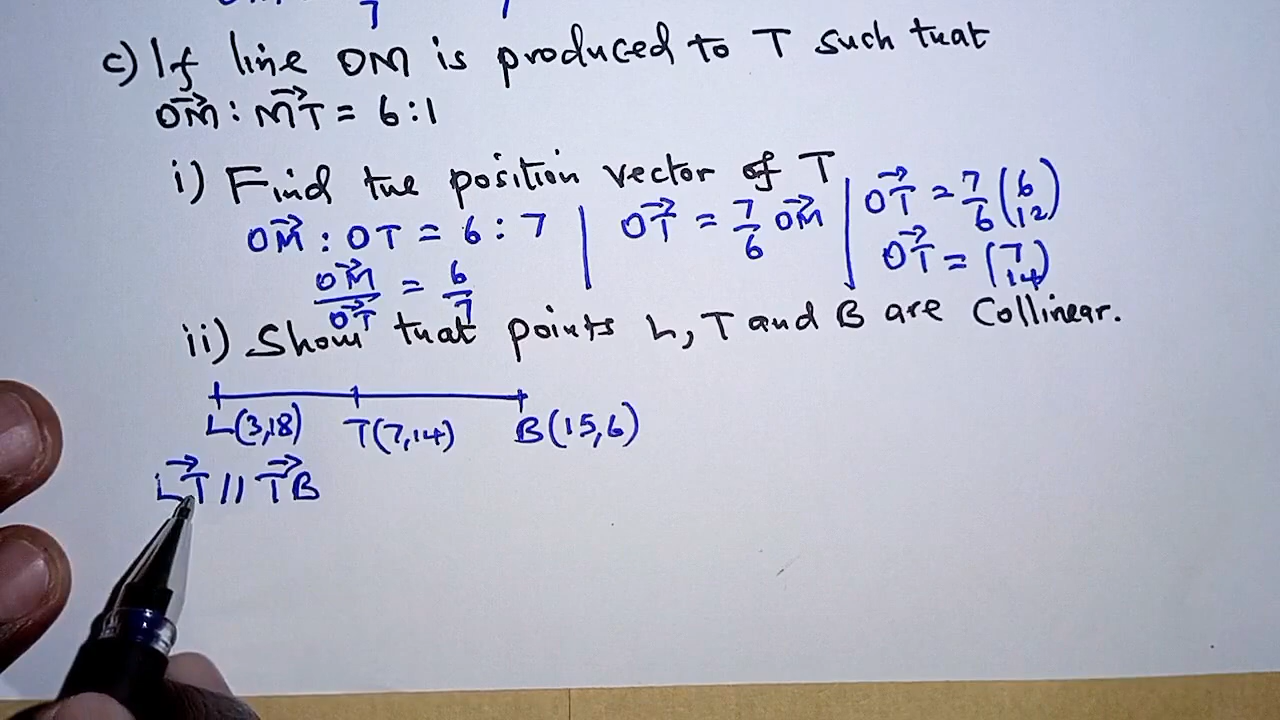 7
c) If line OM is produced to T such that
OM : MT = 6:1
i) Find the position vector of T
OM : OT = 6 : 7 | OT = 7/6 OM | OT = 7/6 (6 12)
OM/OT = 6/7 OT = (7 14)
ii) Show that points L, T and B are Collinear.
L(3,18) T(7,14) B(15,6)
LT // TB